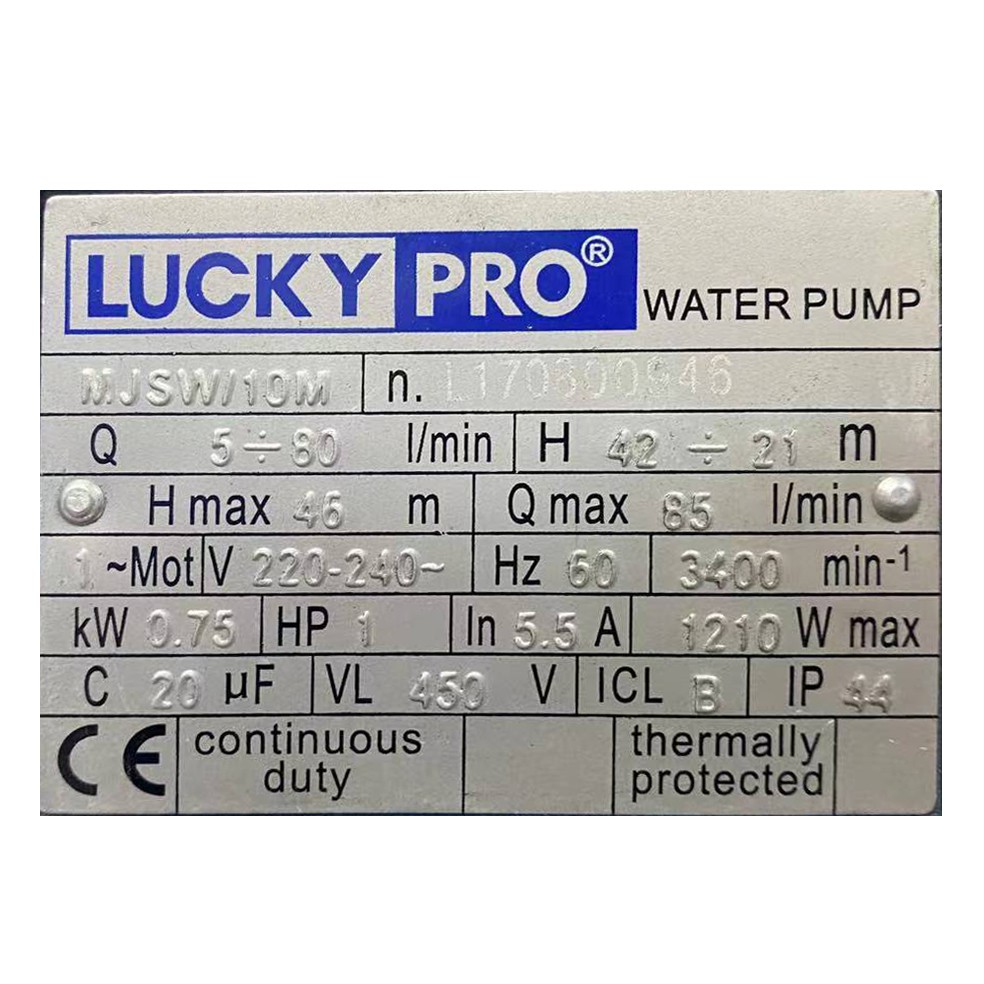 LUCKY PRO® WATER PUMP
MJSW/10M n.
Q 5÷80 l/min H 42 ÷ 21 m
H max 46 m Q max 85 l/min
1 ~Mot V 220-240~ Hz 60 3400 min-1
kW 0.75 HP 1 In 5.5 A 1210 W max
C 20 µF VL 450 V ICL B IP 44
CE continuous thermally
duty protected